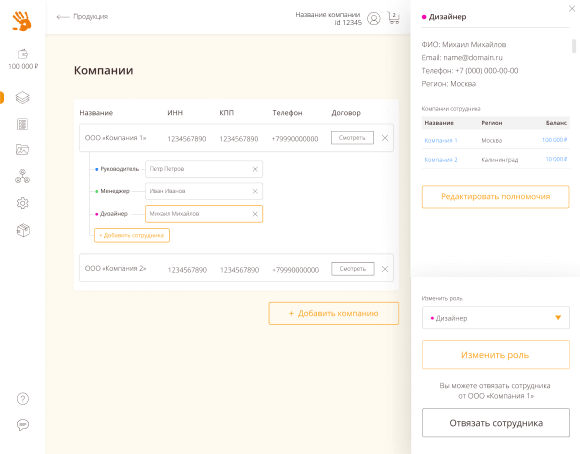 Продукция
Название компании
id 12345
2
100 000 ₽
Компании
Название ИНН КПП Телефон Договор
ООО «Компания 1» 1234567890 1234567890 +79990000000 Смотреть
Руководитель Петр Петров
Менеджер Иван Иванов
Дизайнер Михаил Михайлов
+ Добавить сотрудника
ООО «Компания 2» 1234567890 1234567890 +79990000000 Смотреть
+ Добавить компанию
Дизайнер
ФИО: Михаил Михайлов
Email: name@domain.ru
Телефон: +7 (000) 000-00-00
Регион: Москва
Компании сотрудника
Название Регион Баланс
Компания 1 Москва 100 000 ₽
Компания 2 Калининград 10 000 ₽
Редактировать полномочия
Изменить роль
Дизайнер
Изменить роль
Вы можете отвязать сотрудника
от ООО «Компания 1»
Отвязать сотрудника
?